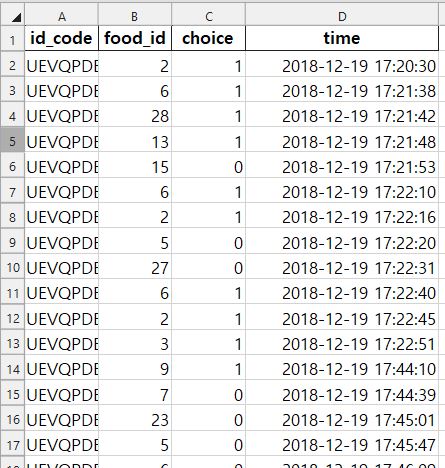 A B C D
1 id_code food_id choice time
2 UEVQPDE 2 1 2018-12-19 17:20:30
3 UEVQPDE 6 1 2018-12-19 17:21:38
4 UEVQPDE 28 1 2018-12-19 17:21:42
5 UEVQPDE 13 1 2018-12-19 17:21:48
6 UEVQPDE 15 0 2018-12-19 17:21:53
7 UEVQPDE 6 1 2018-12-19 17:22:10
8 UEVQPDE 2 1 2018-12-19 17:22:16
9 UEVQPDE 5 0 2018-12-19 17:22:20
10 UEVQPDE 27 0 2018-12-19 17:22:31
11 UEVQPDE 6 1 2018-12-19 17:22:40
12 UEVQPDE 2 1 2018-12-19 17:22:45
13 UEVQPDE 3 1 2018-12-19 17:22:51
14 UEVQPDE 9 1 2018-12-19 17:44:10
15 UEVQPDE 7 0 2018-12-19 17:44:39
16 UEVQPDE 23 0 2018-12-19 17:45:01
17 UEVQPDE 5 0 2018-12-19 17:45:47